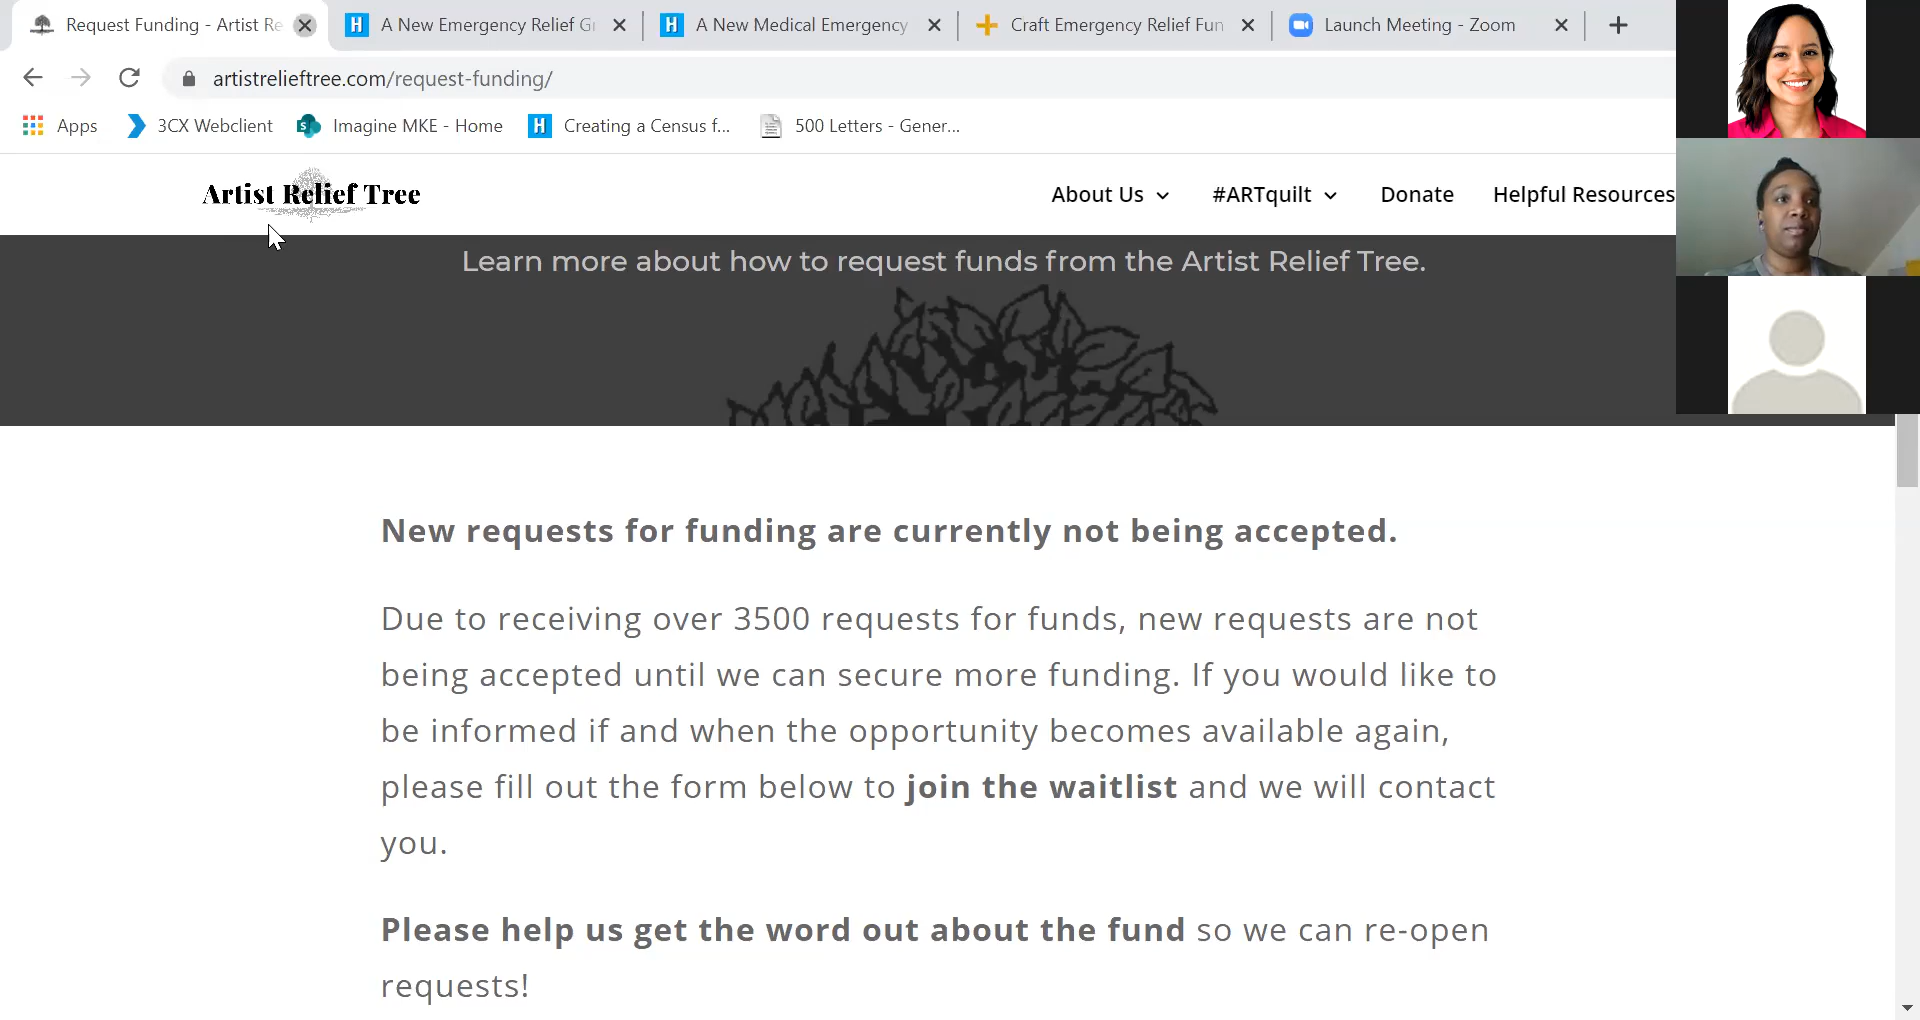 Request Funding - Artist Re
A New Emergency Relief Gr
A New Medical Emergency
Craft Emergency Relief Fun
Launch Meeting - Zoom
artistrelieftree.com/request-funding/
Apps
3CX Webclient
Imagine MKE - Home
Creating a Census f...
500 Letters - Gener...
Artist Relief Tree
About Us
#ARTquilt
Donate
Helpful Resources
Learn more about how to request funds from the Artist Relief Tree.
New requests for funding are currently not being accepted.
Due to receiving over 3500 requests for funds, new requests are not
being accepted until we can secure more funding. If you would like to
be informed if and when the opportunity becomes available again,
please fill out the form below to join the waitlist and we will contact
you.
Please help us get the word out about the fund so we can re-open
requests!